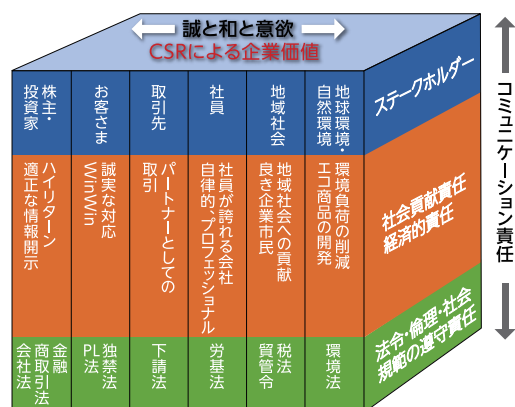 誠と和と意欲
CSRによる企業価値
株主・
投資家
お客さま
取引先
社員
地域社会
地球環境・
自然環境
ステークホルダー
ハイリターン
適正な情報開示
誠実な対応
WinWin
パートナーとしての
取引
社員が誇れる会社
自律的、プロフェッショナル
地域社会への貢献
良き企業市民
環境負荷の削減
エコ商品の開発
社会貢献責任
経済的責任
金融
商取引法
会社法
独禁法
PL法
下請法
労基法
税法
貿管令
環境法
法令・倫理・社会
規範の遵守責任
コミュニケーション責任